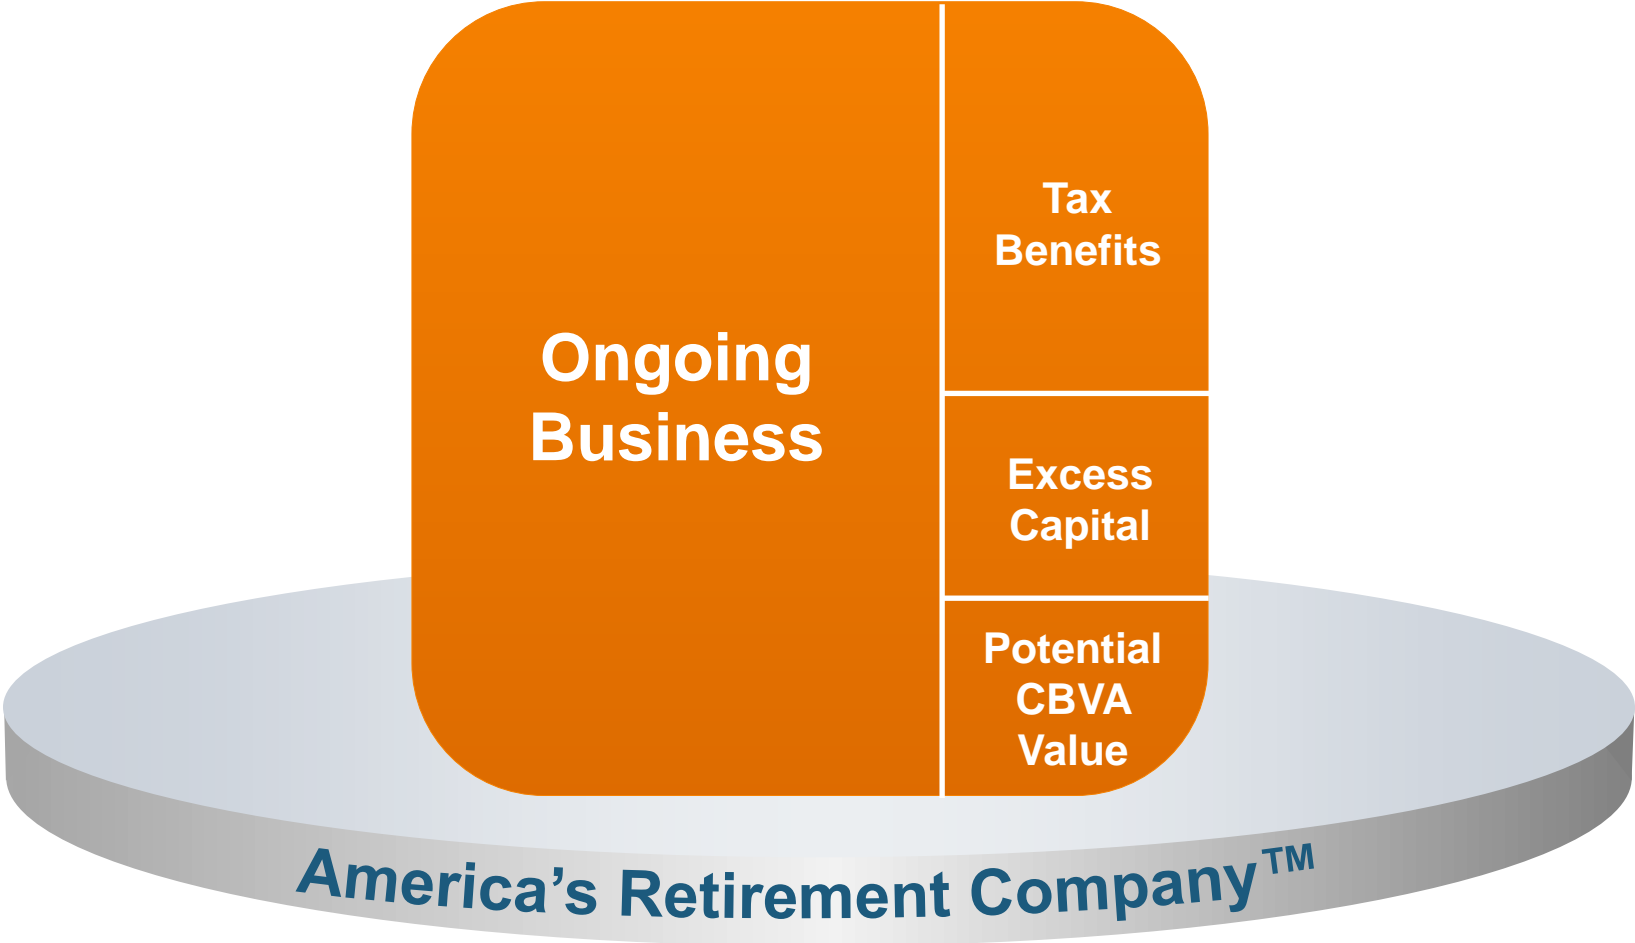 Ongoing
Business
Tax
Benefits
Excess
Capital
Potential
CBVA
Value
America’s Retirement Company™